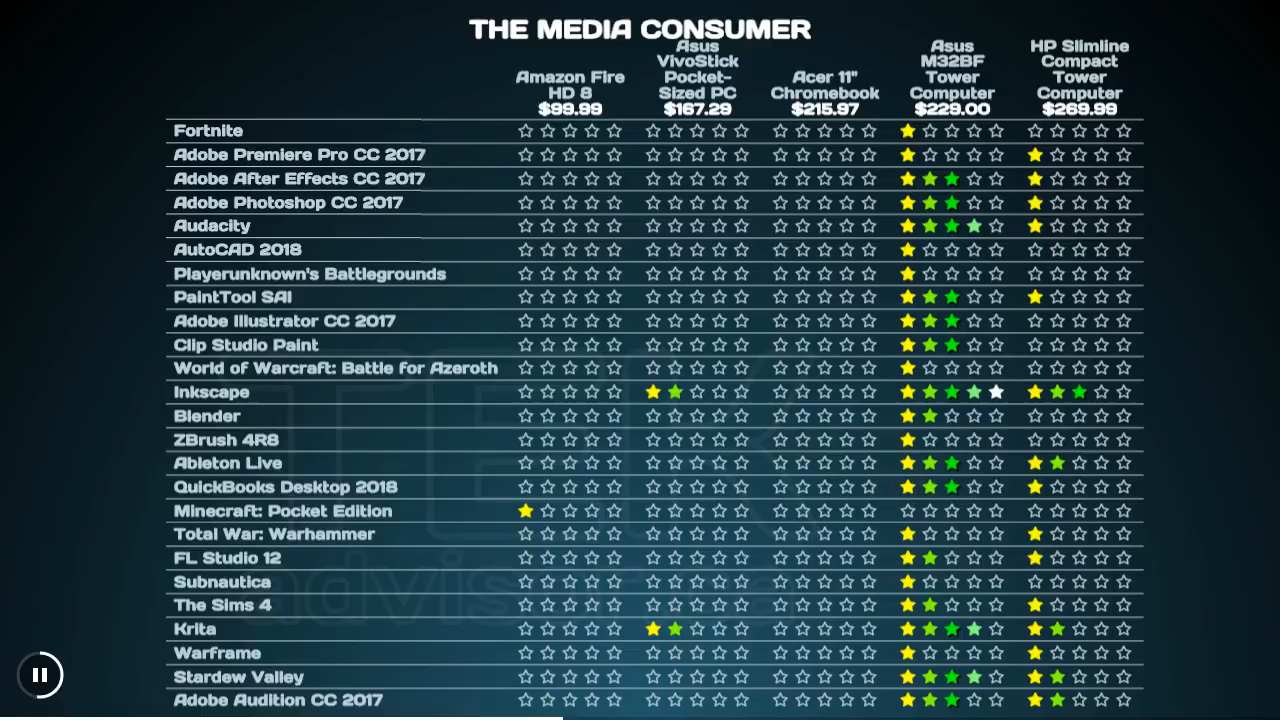 THE MEDIA CONSUMER
Amazon Fire
HD 8
$99.99
Asus
VivoStick
Pocket-
Sized PC
$167.29
Acer 11"
Chromebook
$215.97
Asus
M32BF
Tower
Computer
$229.00
HP Slimline
Compact
Tower
Computer
$269.99
Fortnite
Adobe Premiere Pro CC 2017
Adobe After Effects CC 2017
Adobe Photoshop CC 2017
Audacity
AutoCAD 2018
Playerunknown's Battlegrounds
PaintTool SAI
Adobe Illustrator CC 2017
Clip Studio Paint
World of Warcraft: Battle for Azeroth
Inkscape
Blender
ZBrush 4R8
Ableton Live
QuickBooks Desktop 2018
Minecraft: Pocket Edition
Total War: Warhammer
FL Studio 12
Subnautica
The Sims 4
Krita
Warframe
Stardew Valley
Adobe Audition CC 2017